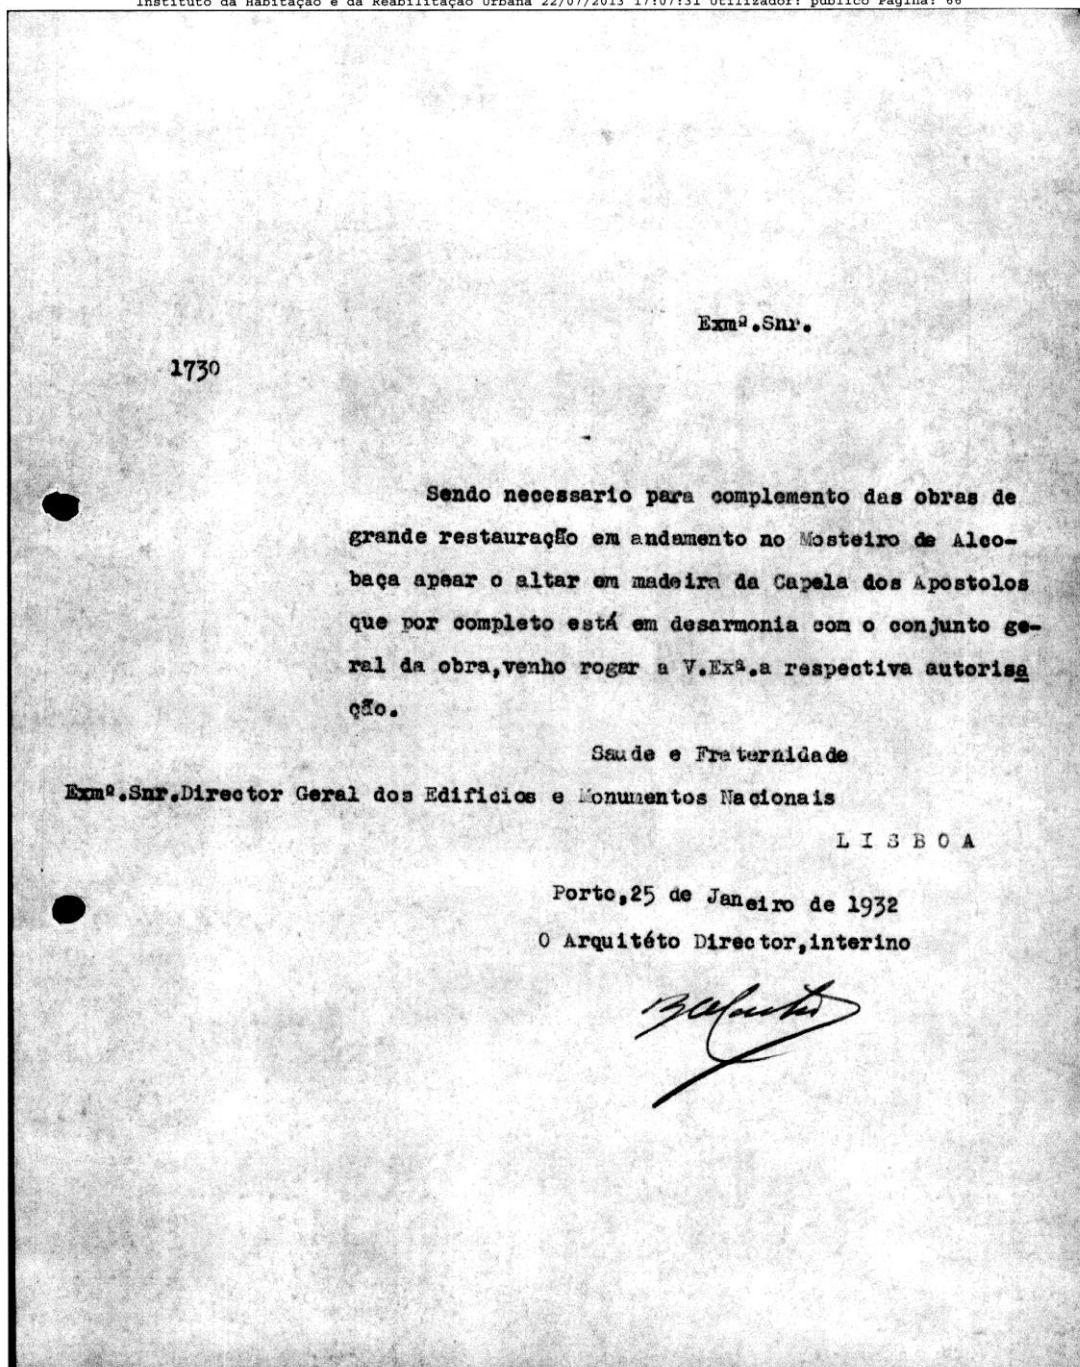 Instituto da Habitação e da Reabilitação Urbana 22/07/2013 17:07:31 Utilizador: publico Página: 66
Exmº.Snr.
1730
Sendo necessario para complemento das obras de
grande restauração em andamento no Mosteiro de Alco-
baça apear o altar em madeira da Capela dos Apostolos
que por completo está em desarmonia com o conjunto ge-
ral da obra,venho rogar a V.Exª.a respectiva autorisa
ção.
Saude e Fraternidade
Exmº.Snr.Director Geral dos Edificios e Monumentos Nacionais
L I S B O A
Porto,25 de Janeiro de 1932
O Arquitéto Director,interino